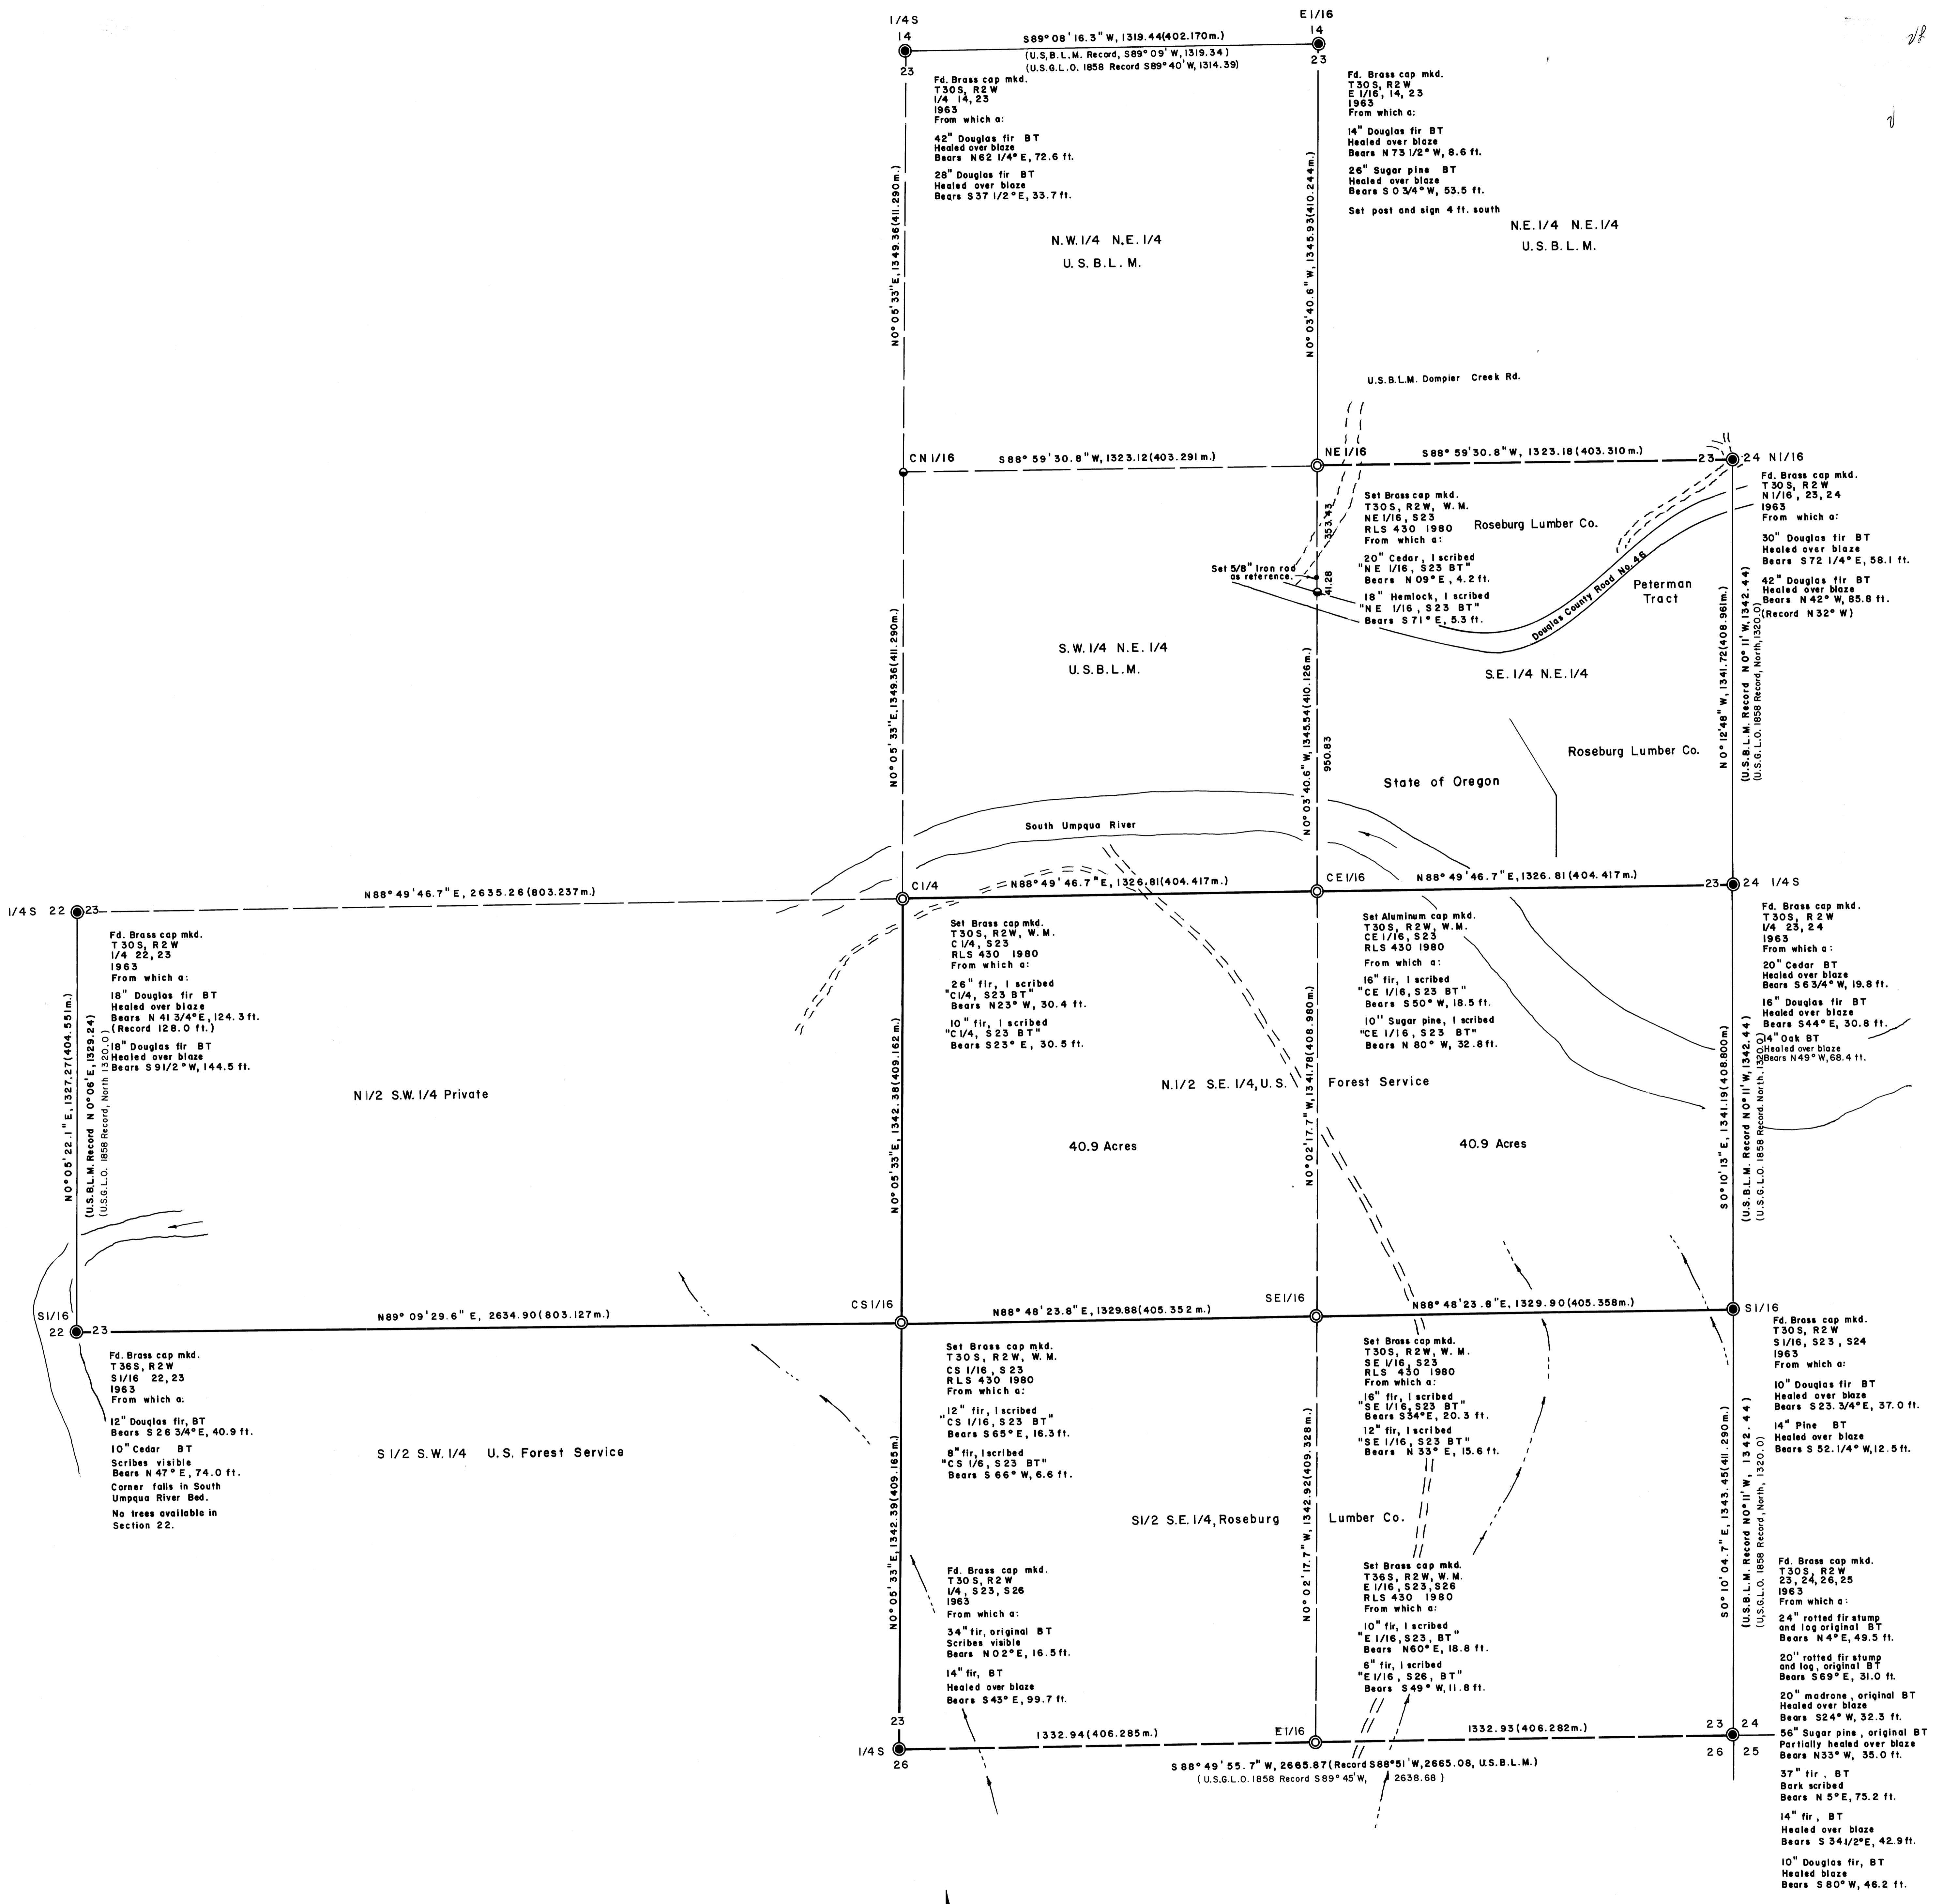 1/4 S
14
23
E 1/16
14
23
S89° 08' 16.3" W, 1319.44(402.170m.)
(U.S.B.L.M. Record, S89° 09' W, 1319.34)
(U.S.G.L.O. 1858 Record S89° 40' W, 1314.39)
Fd. Brass cap mkd.
T30S, R2W
1/4 14, 23
1963
From which a:
42" Douglas fir BT
Healed over blaze
Bears N62 1/4° E, 72.6 ft.
28" Douglas fir BT
Healed over blaze
Bears S37 1/2° E, 33.7 ft.
Fd. Brass cap mkd.
T30S, R2W
E 1/16, 14, 23
1963
From which a:
14" Douglas fir BT
Healed over blaze
Bears N 73 1/2° W, 8.6 ft.
26" Sugar pine BT
Healed over blaze
Bears S 0 3/4° W, 53.5 ft.
Set post and sign 4 ft. south
N0° 05' 33" E, 1349.36(411.290m.)
N0° 03' 40.6" W, 1345.93(410.244m.)
N.W. 1/4 N.E. 1/4
U.S.B.L.M.
N.E. 1/4 N.E. 1/4
U.S.B.L.M.
U.S.B.L.M. Dompier Creek Rd.
CN 1/16
S88° 59' 30.8" W, 1323.12(403.291m.)
NE 1/16
S88° 59' 30.8" W, 1323.18(403.310m.)
23
24 N 1/16
Fd. Brass cap mkd.
T30S, R2W
N 1/16, 23, 24
1963
From which a:
30" Douglas fir BT
Healed over blaze
Bears S72 1/4° E, 58.1 ft.
42" Douglas fir BT
Healed over blaze
Bears N 42° W, 85.8 ft.
(Record N32° W)
Set Brass cap mkd.
T30S, R2W, W.M.
NE 1/16, S23
RLS 430 1980
From which a:
20" Cedar, I scribed
"NE 1/16, S23 BT"
Bears N 09° E, 4.2 ft.
18" Hemlock, I scribed
"NE 1/16, S23 BT"
Bears S71° E, 5.3 ft.
353.43
41.28
Set 5/8" Iron rod
as reference.
Roseburg Lumber Co.
Douglas County Road No. 46
Peterman
Tract
N0° 05' 33" E, 1349.36(411.290m.)
N0° 03' 40.6" W, 1345.54(410.126m.)
950.83
N0° 12' 48" W, 1341.72(408.961m.)
(U.S.B.L.M. Record N0° 11' W, 1342.44)
(U.S.G.L.O. 1858 Record, North, 1320.0)
S.W. 1/4 N.E. 1/4
U.S.B.L.M.
S.E. 1/4 N.E. 1/4
Roseburg Lumber Co.
State of Oregon
South Umpqua River
1/4 S 22
23
N88° 49' 46.7" E, 2635.26(803.237m.)
C 1/4
N88° 49' 46.7" E, 1326.81(404.417m.)
CE 1/16
N88° 49' 46.7" E, 1326.81(404.417m.)
23
24 1/4 S
Fd. Brass cap mkd.
T30S, R2W
1/4 22, 23
1963
From which a:
18" Douglas fir BT
Healed over blaze
Bears N 41 3/4° E, 124.3 ft.
(Record 128.0 ft.)
18" Douglas fir BT
Healed over blaze
Bears S 9 1/2° W, 144.5 ft.
Set Brass cap mkd.
T30S, R2W, W.M.
C 1/4, S23
RLS 430 1980
From which a:
26" fir, I scribed
"C1/4, S23 BT"
Bears N23° W, 30.4 ft.
10" fir, I scribed
"C1/4, S23 BT"
Bears S23° E, 30.5 ft.
Set Aluminum cap mkd.
T30S, R2W, W.M.
CE 1/16, S23
RLS 430 1980
From which a:
16" fir, I scribed
"CE 1/16, S23 BT"
Bears S50° W, 18.5 ft.
10" Sugar pine, I scribed
"CE 1/16, S23 BT"
Bears N 80° W, 32.8 ft.
Fd. Brass cap mkd.
T30S, R2W
1/4 23, 24
1963
From which a:
20" Cedar BT
Healed over blaze
Bears S6 3/4° W, 19.8 ft.
16" Douglas fir BT
Healed over blaze
Bears S44° E, 30.8 ft.
14" Oak BT
Healed over blaze
Bears N49° W, 68.4 ft.
N0° 05' 22.1" E, 1327.27(404.551m.)
(U.S.B.L.M. Record N 0° 06' E, 1329.24)
(U.S.G.L.O. 1858 Record, North 1320.0)
N0° 05' 33" E, 1342.38(409.162m.)
N0° 02' 17.7" W, 1341.78(408.980m.)
S0° 10' 13" E, 1341.19(408.800m.)
(U.S.B.L.M. Record N0° 11' W, 1342.44)
(U.S.G.L.O. 1858 Record, North, 1320.0)
N 1/2 S.W. 1/4 Private
N.1/2 S.E. 1/4, U.S. Forest Service
40.9 Acres
40.9 Acres
S 1/16
22
23
N89° 09' 29.6" E, 2634.90(803.127m.)
CS 1/16
N88° 48' 23.8" E, 1329.88(405.352m.)
SE 1/16
N88° 48' 23.8" E, 1329.90(405.358m.)
S 1/16
Fd. Brass cap mkd.
T36S, R2W
S 1/16 22, 23
1963
From which a:
12" Douglas fir, BT
Bears S 26 3/4° E, 40.9 ft.
10" Cedar BT
Scribes visible
Bears N 47° E, 74.0 ft.
Corner falls in South
Umpqua River Bed.
No trees available in
Section 22.
Set Brass cap mkd.
T30S, R2W, W.M.
CS 1/16, S23
RLS 430 1980
From which a:
12" fir, I scribed
"CS 1/16, S23 BT"
Bears S65° E, 16.3 ft.
8" fir, I scribed
"CS 1/6, S23 BT"
Bears S 66° W, 6.6 ft.
Set Brass cap mkd.
T30S, R2W, W.M.
SE 1/16, S23
RLS 430 1980
From which a:
16" fir, I scribed
"SE 1/16, S23 BT"
Bears S34° E, 20.3 ft.
12" fir, I scribed
"SE 1/16, S23 BT"
Bears N 33° E, 15.6 ft.
Fd. Brass cap mkd.
T30S, R2W
S 1/16, S23, S24
1963
From which a:
10" Douglas fir BT
Healed over blaze
Bears S 23. 3/4° E, 37.0 ft.
14" Pine BT
Healed over blaze
Bears S 52. 1/4° W, 12.5 ft.
S 1/2 S.W. 1/4 U.S. Forest Service
S1/2 S.E. 1/4, Roseburg Lumber Co.
N0° 05' 33" E, 1342.39(409.165m.)
N0° 02' 17.7" W, 1342.92(409.328m.)
S0° 10' 04.7" E, 1343.45(411.290m.)
(U.S.B.L.M. Record N0° 11' W, 1342.44)
(U.S.G.L.O. 1858 Record, North, 1320.0)
Fd. Brass cap mkd.
T30S, R2W
1/4, S23, S26
1963
From which a:
34" fir, original BT
Scribes visible
Bears N 02° E, 16.5 ft.
14" fir, BT
Healed over blaze
Bears S 43° E, 99.7 ft.
Set Brass cap mkd.
T36S, R2W, W.M.
E 1/16, S23, S26
RLS 430 1980
From which a:
10" fir, I scribed
"E 1/16, S23, BT"
Bears N60° E, 18.8 ft.
6" fir, I scribed
"E 1/16, S26, BT"
Bears S49° W, 11.8 ft.
Fd. Brass cap mkd.
T30S, R2W
23, 24, 26, 25
1963
From which a:
24" rotted fir stump
and log original BT
Bears N4° E, 49.5 ft.
20" rotted fir stump
and log, original BT
Bears S69° E, 31.0 ft.
20" madrone, original BT
Healed over blaze
Bears S24° W, 32.3 ft.
56" Sugar pine, original BT
Partially healed over blaze
Bears N33° W, 35.0 ft.
37" fir, BT
Bark scribed
Bears N 5° E, 75.2 ft.
14" fir, BT
Healed over blaze
Bears S 34 1/2° E, 42.9 ft.
10" Douglas fir, BT
Healed blaze
Bears S 80° W, 46.2 ft.
23
1/4 S
26
1332.94(406.285m.)
E 1/16
1332.93(406.282m.)
23 24
26 25
S 88° 49' 55.7" W, 2665.87(Record S88° 51' W, 2665.08, U.S.B.L.M.)
(U.S.G.L.O. 1858 Record S89° 45' W, 2638.68)